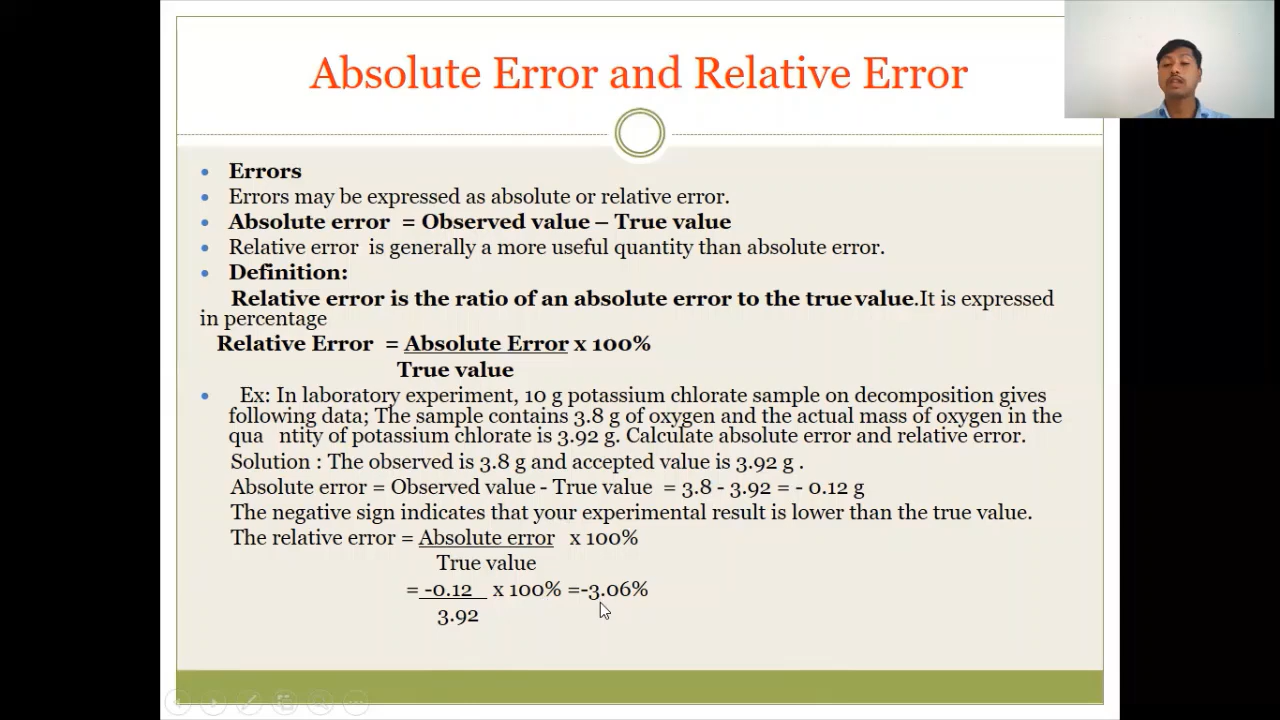 Absolute Error and Relative Error
Errors
Errors may be expressed as absolute or relative error.
Absolute error = Observed value – True value
Relative error is generally a more useful quantity than absolute error.
Definition:
Relative error is the ratio of an absolute error to the true value.It is expressed
in percentage
Relative Error = Absolute Error x 100%
True value
Ex: In laboratory experiment, 10 g potassium chlorate sample on decomposition gives
following data; The sample contains 3.8 g of oxygen and the actual mass of oxygen in the
qua ntity of potassium chlorate is 3.92 g. Calculate absolute error and relative error.
Solution : The observed is 3.8 g and accepted value is 3.92 g .
Absolute error = Observed value - True value = 3.8 - 3.92 = - 0.12 g
The negative sign indicates that your experimental result is lower than the true value.
The relative error = Absolute error x 100%
True value
= -0.12 x 100% =-3.06%
3.92